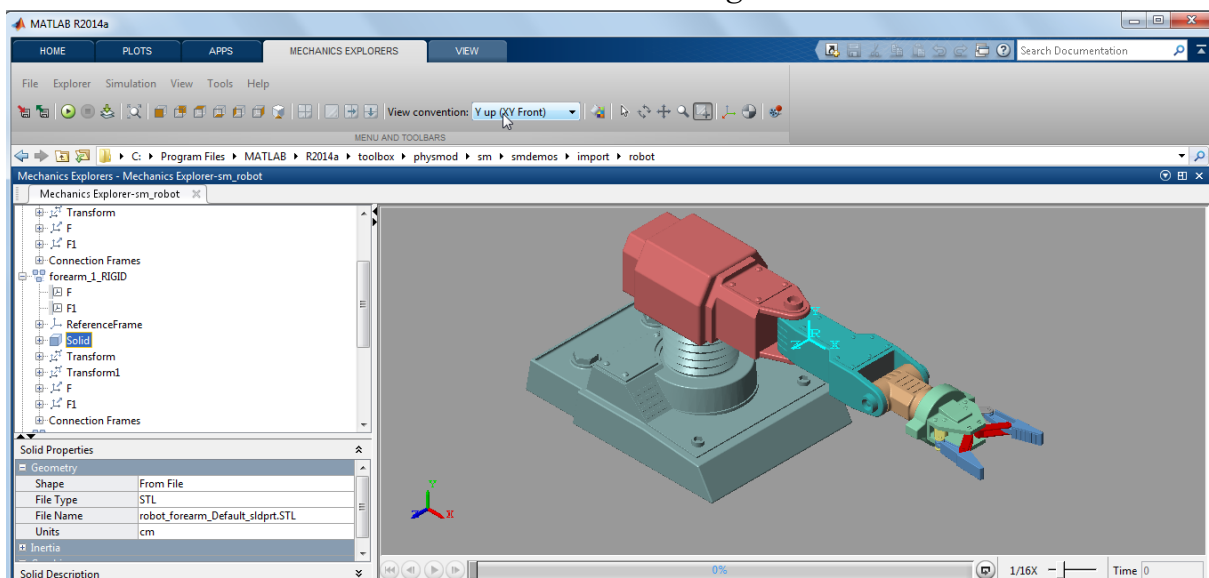 MATLAB R2014a
HOME PLOTS APPS MECHANICS EXPLORERS VIEW Search Documentation
File Explorer Simulation View Tools Help
View convention: Y up (XY Front)
MENU AND TOOLBARS
C: Program Files MATLAB R2014a toolbox physmod sm smdemos import robot
Mechanics Explorers - Mechanics Explorer-sm_robot
Mechanics Explorer-sm_robot
Transform
F
F1
Connection Frames
forearm_1_RIGID
F
F1
ReferenceFrame
Solid
Transform
Transform1
F
F1
Connection Frames
Solid Properties
Geometry
Shape From File
File Type STL
File Name robot_forearm_Default_sldprt.STL
Units cm
Inertia
Solid Description
Y
R
Z X
Y
Z X
0% 1/16X Time 0